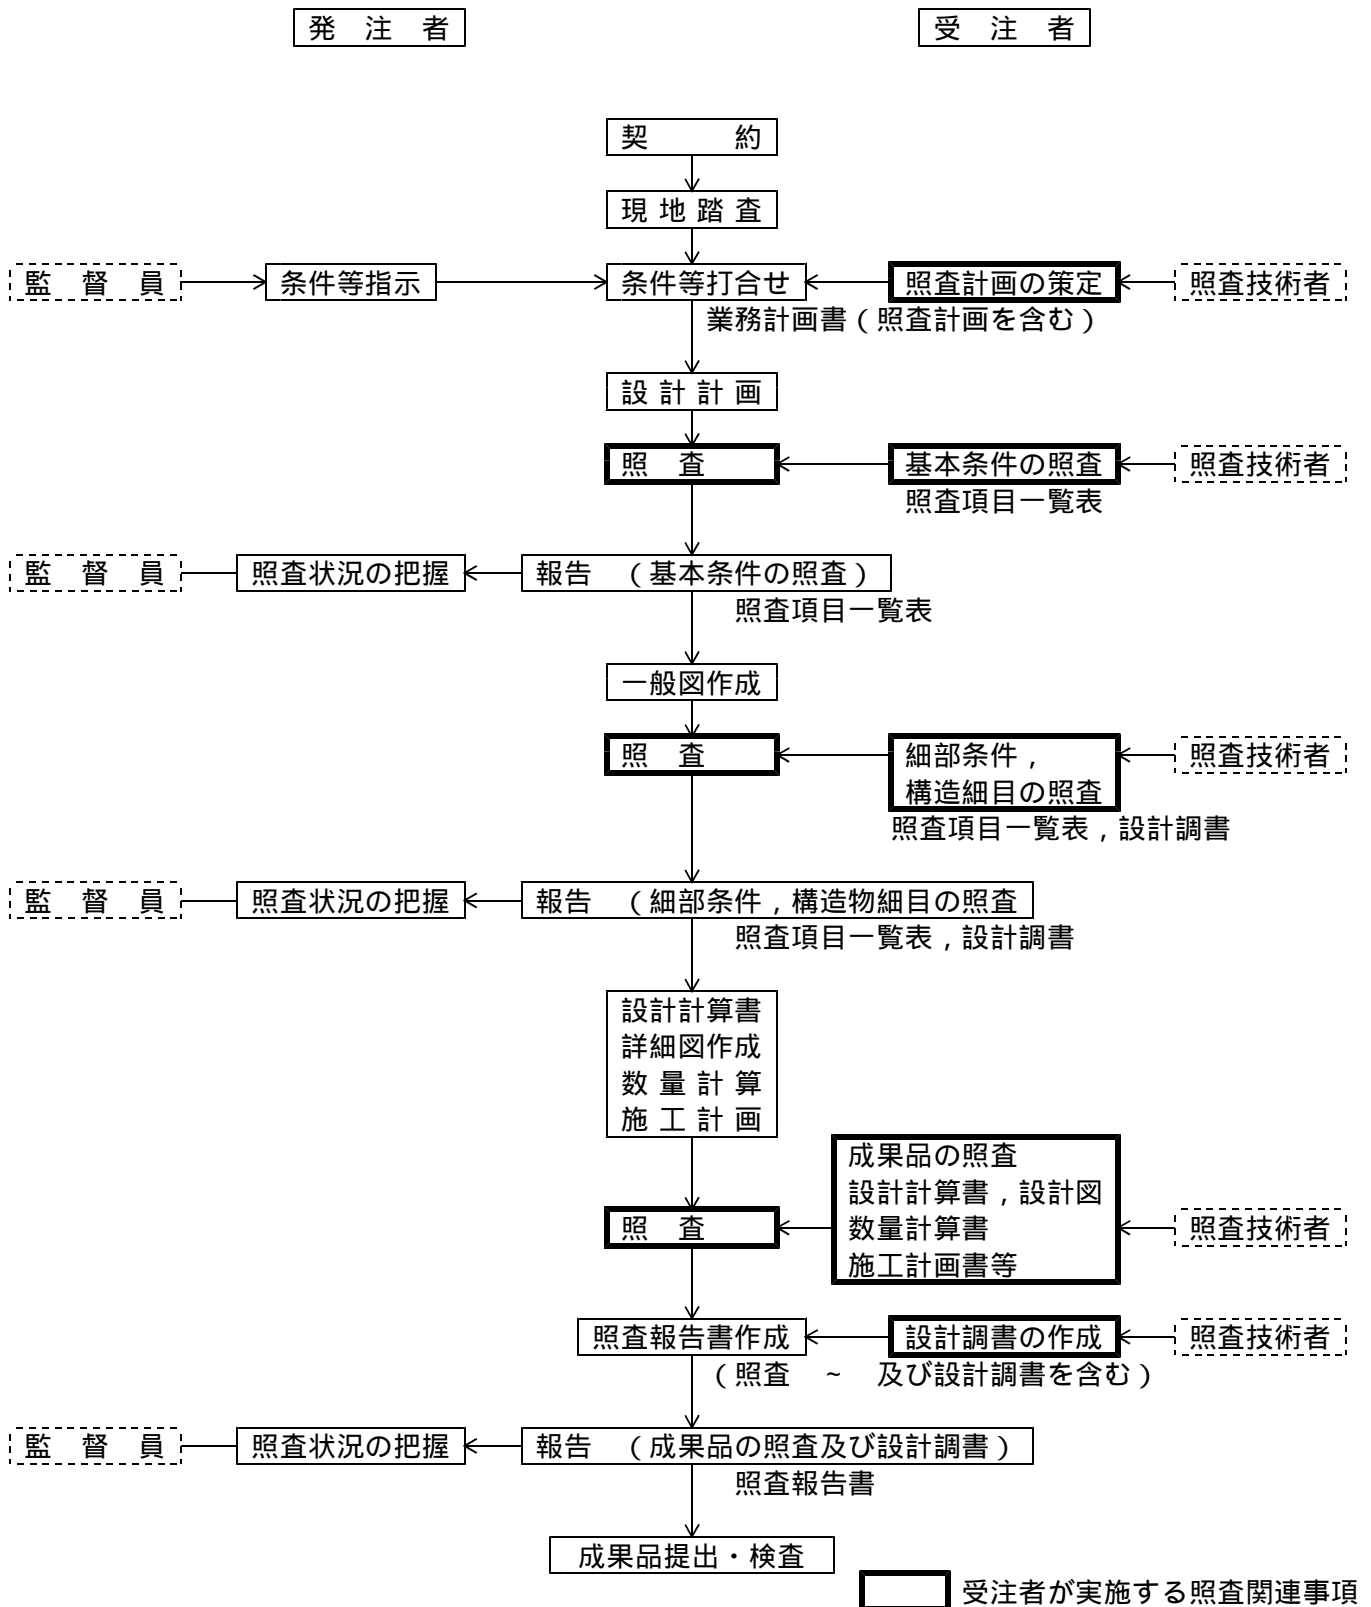 発　注　者
受　注　者
契　　　約
現地踏査
監　督　員
条件等指示
条件等打合せ
照査計画の策定
照査技術者
業務計画書（照査計画を含む）
設計計画
照　査
基本条件の照査
照査技術者
照査項目一覧表
監　督　員
照査状況の把握
報告　（基本条件の照査）
照査項目一覧表
一般図作成
照　査
細部条件，
構造細目の照査
照査技術者
照査項目一覧表，設計調書
監　督　員
照査状況の把握
報告　（細部条件，構造物細目の照査
照査項目一覧表，設計調書
設計計算書
詳細図作成
数量計算
施工計画
成果品の照査
設計計算書，設計図
数量計算書
施工計画書等
照　査
照査技術者
照査報告書作成
設計調書の作成
照査技術者
（照査　～　及び設計調書を含む）
監　督　員
照査状況の把握
報告　（成果品の照査及び設計調書）
照査報告書
成果品提出・検査
受注者が実施する照査関連事項